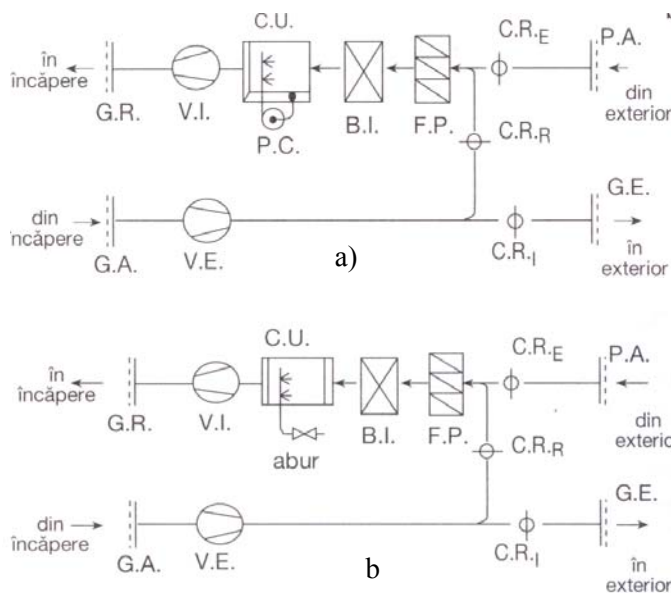 C.U.
C.R.E
P.A.
în
încăpere
din
exterior
G.R.
V.I.
P.C.
B.I.
F.P.
C.R.R
G.E.
din
încăpere
G.A.
V.E.
a)
C.R.I
în
exterior
C.U.
C.R.E
P.A.
în
încăpere
G.R.
V.I.
abur
B.I.
F.P.
din
exterior
C.R.R
G.E.
din
încăpere
G.A.
V.E.
b
C.R.I
în
exterior